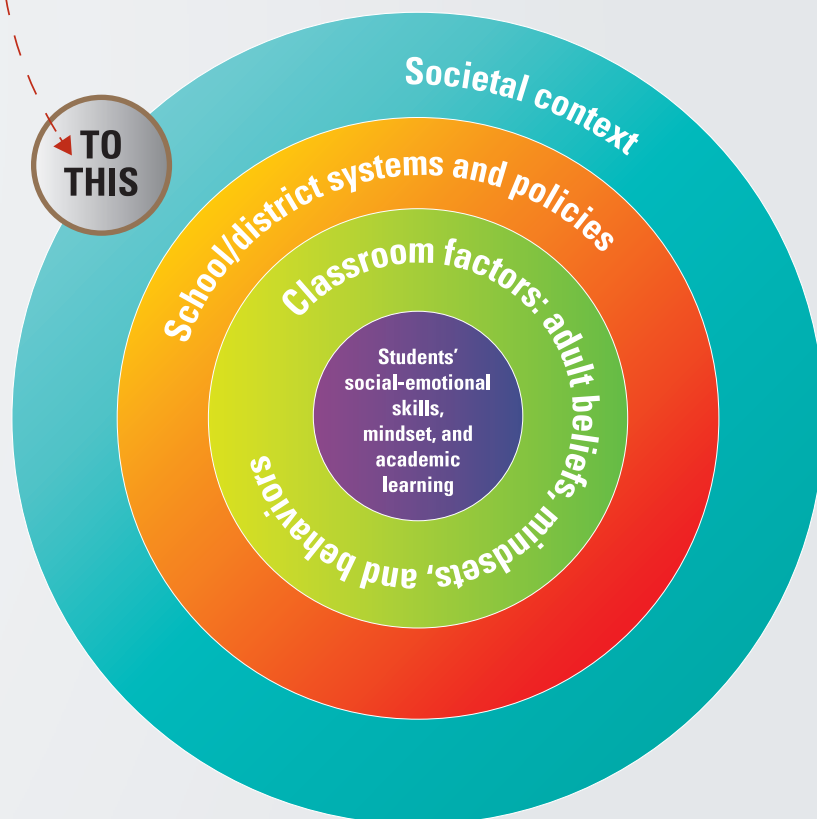 TO
THIS
Societal context
School/district systems and policies
Classroom factors: adult beliefs, mindsets, and behaviors
Students’
social-emotional
skills,
mindset, and
academic
learning